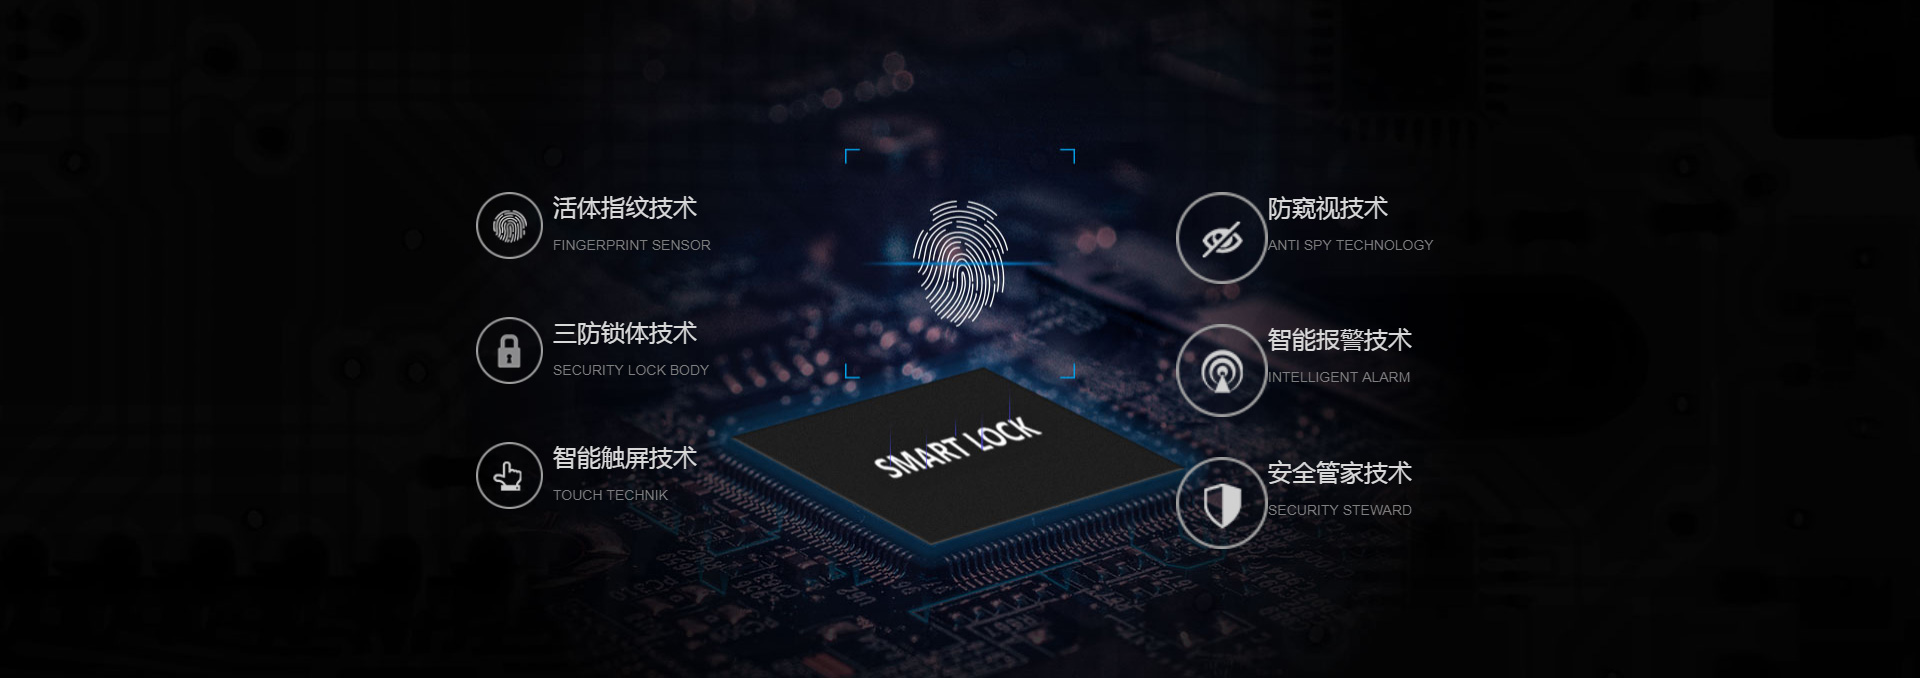 活体指纹技术
FINGERPRINT SENSOR
三防锁体技术
SECURITY LOCK BODY
智能触屏技术
TOUCH TECHNIK
SMART LOCK
防窥视技术
ANTI SPY TECHNOLOGY
智能报警技术
INTELLIGENT ALARM
安全管家技术
SECURITY STEWARD